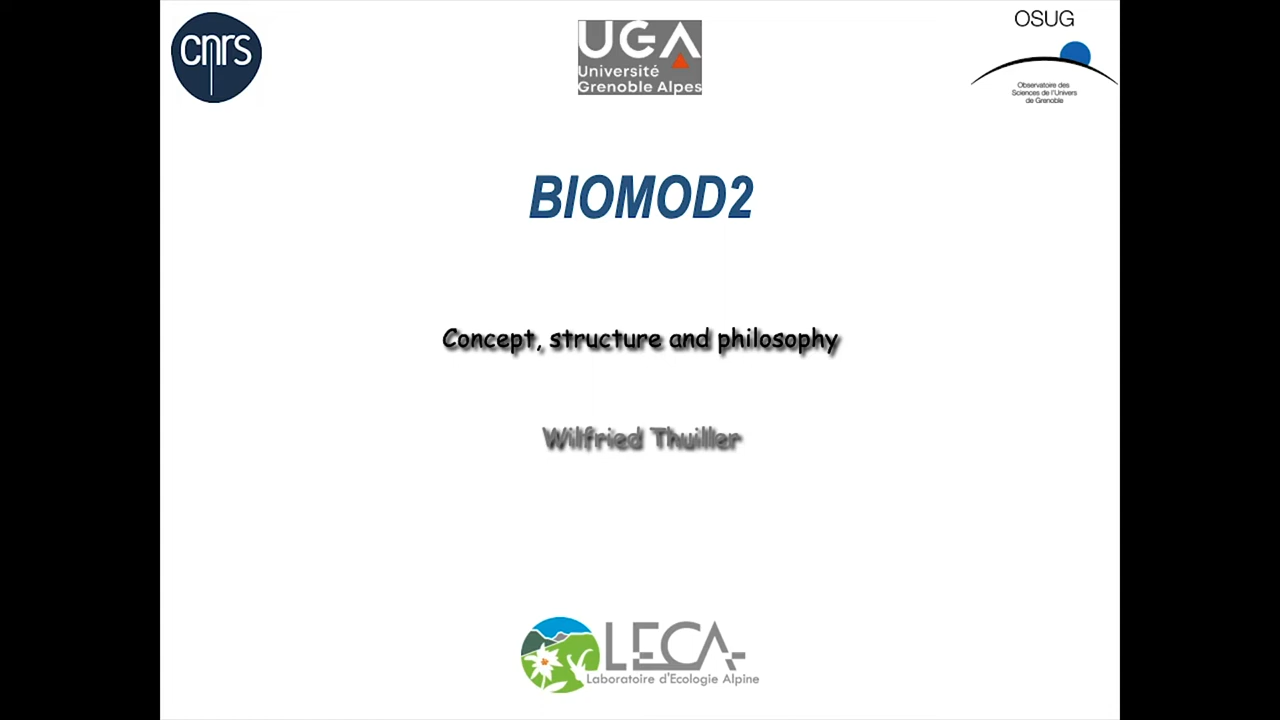 cnrs
UGA
Université
Grenoble Alpes
OSUG
Observatoire des
Sciences de l'Univers
de Grenoble
BIOMOD2
Concept, structure and philosophy
Wilfried Thuiller
LECA
Laboratoire d'Ecologie Alpine